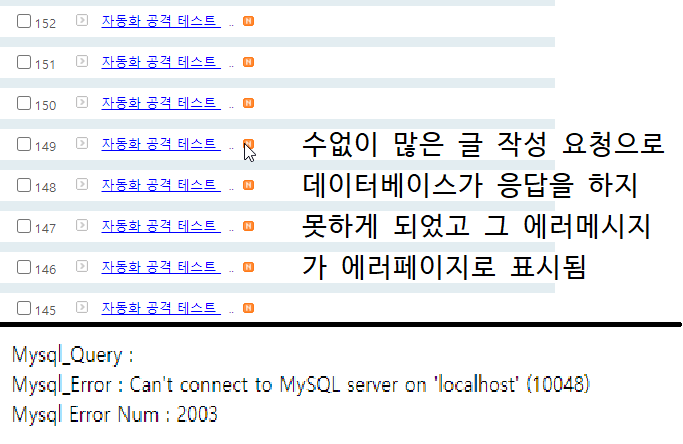 152 자동화 공격 테스트 .. N
151 자동화 공격 테스트 .. N
150 자동화 공격 테스트 .. N
149 자동화 공격 테스트 .. N
148 자동화 공격 테스트 .. N
147 자동화 공격 테스트 .. N
146 자동화 공격 테스트 .. N
145 자동화 공격 테스트 .. N
수없이 많은 글 작성 요청으로
데이터베이스가 응답을 하지
못하게 되었고 그 에러메시지
가 에러페이지로 표시됨
Mysql_Query :
Mysql_Error : Can't connect to MySQL server on 'localhost' (10048)
Mysql Error Num : 2003